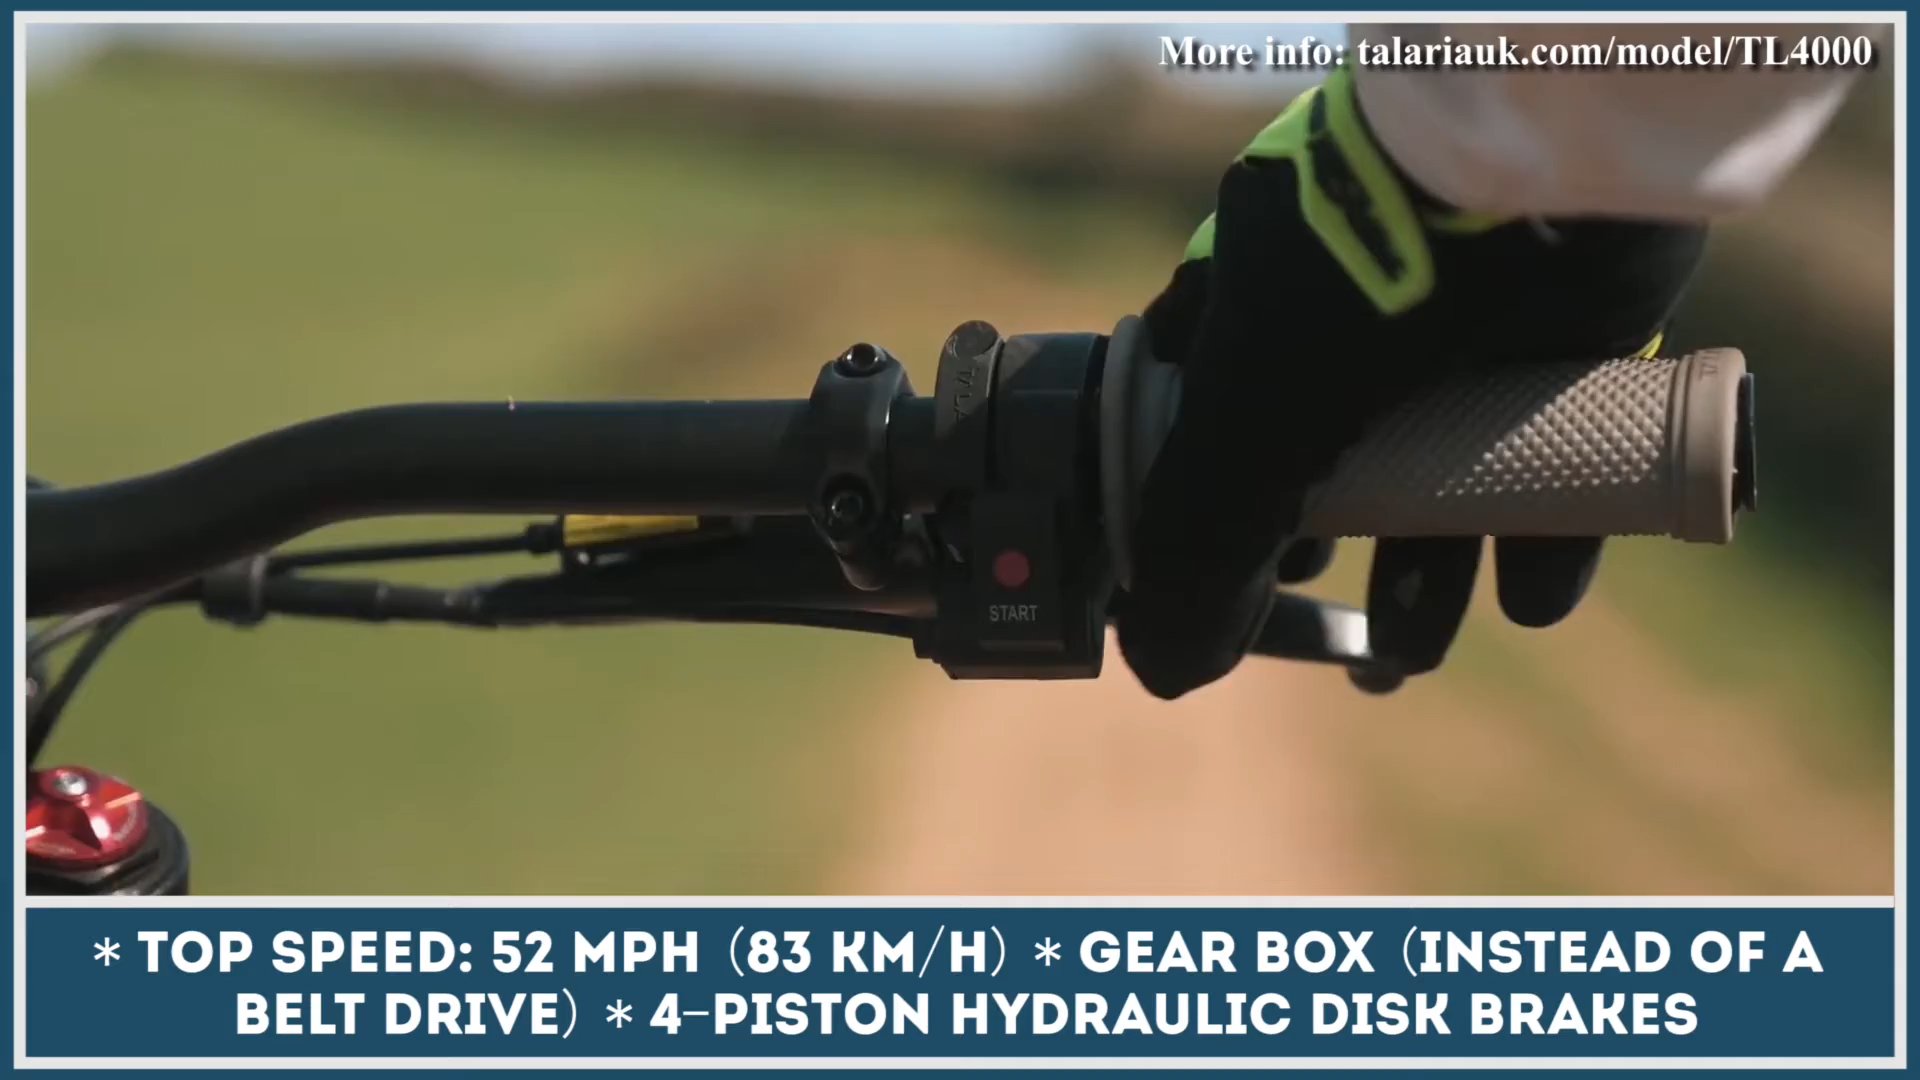 More info: talariauk.com/model/TL4000
START
* TOP SPEED: 52 MPH (83 KM/H) * GEAR BOX (INSTEAD OF A
BELT DRIVE) * 4-PISTON HYDRAULIC DISK BRAKES